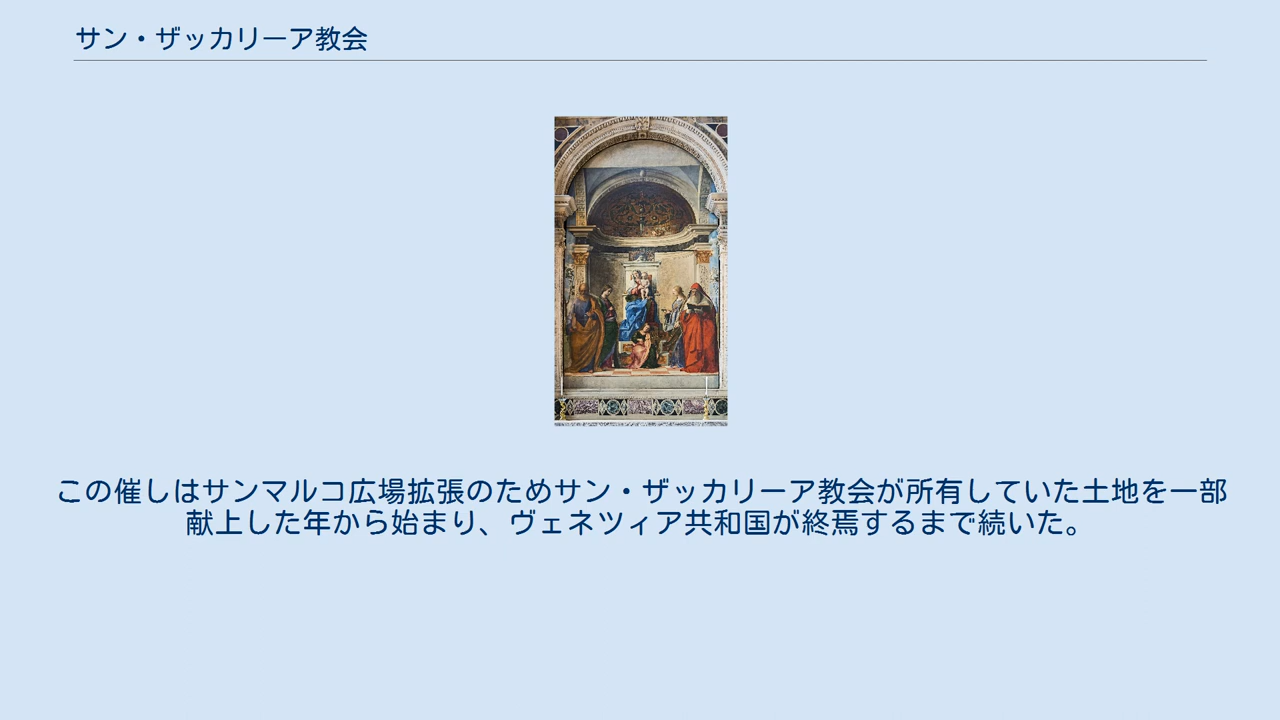 サン・ザッカリーア教会
この催しはサンマルコ広場拡張のためサン・ザッカリーア教会が所有していた土地を一部
献上した年から始まり、ヴェネツィア共和国が終焉するまで続いた。